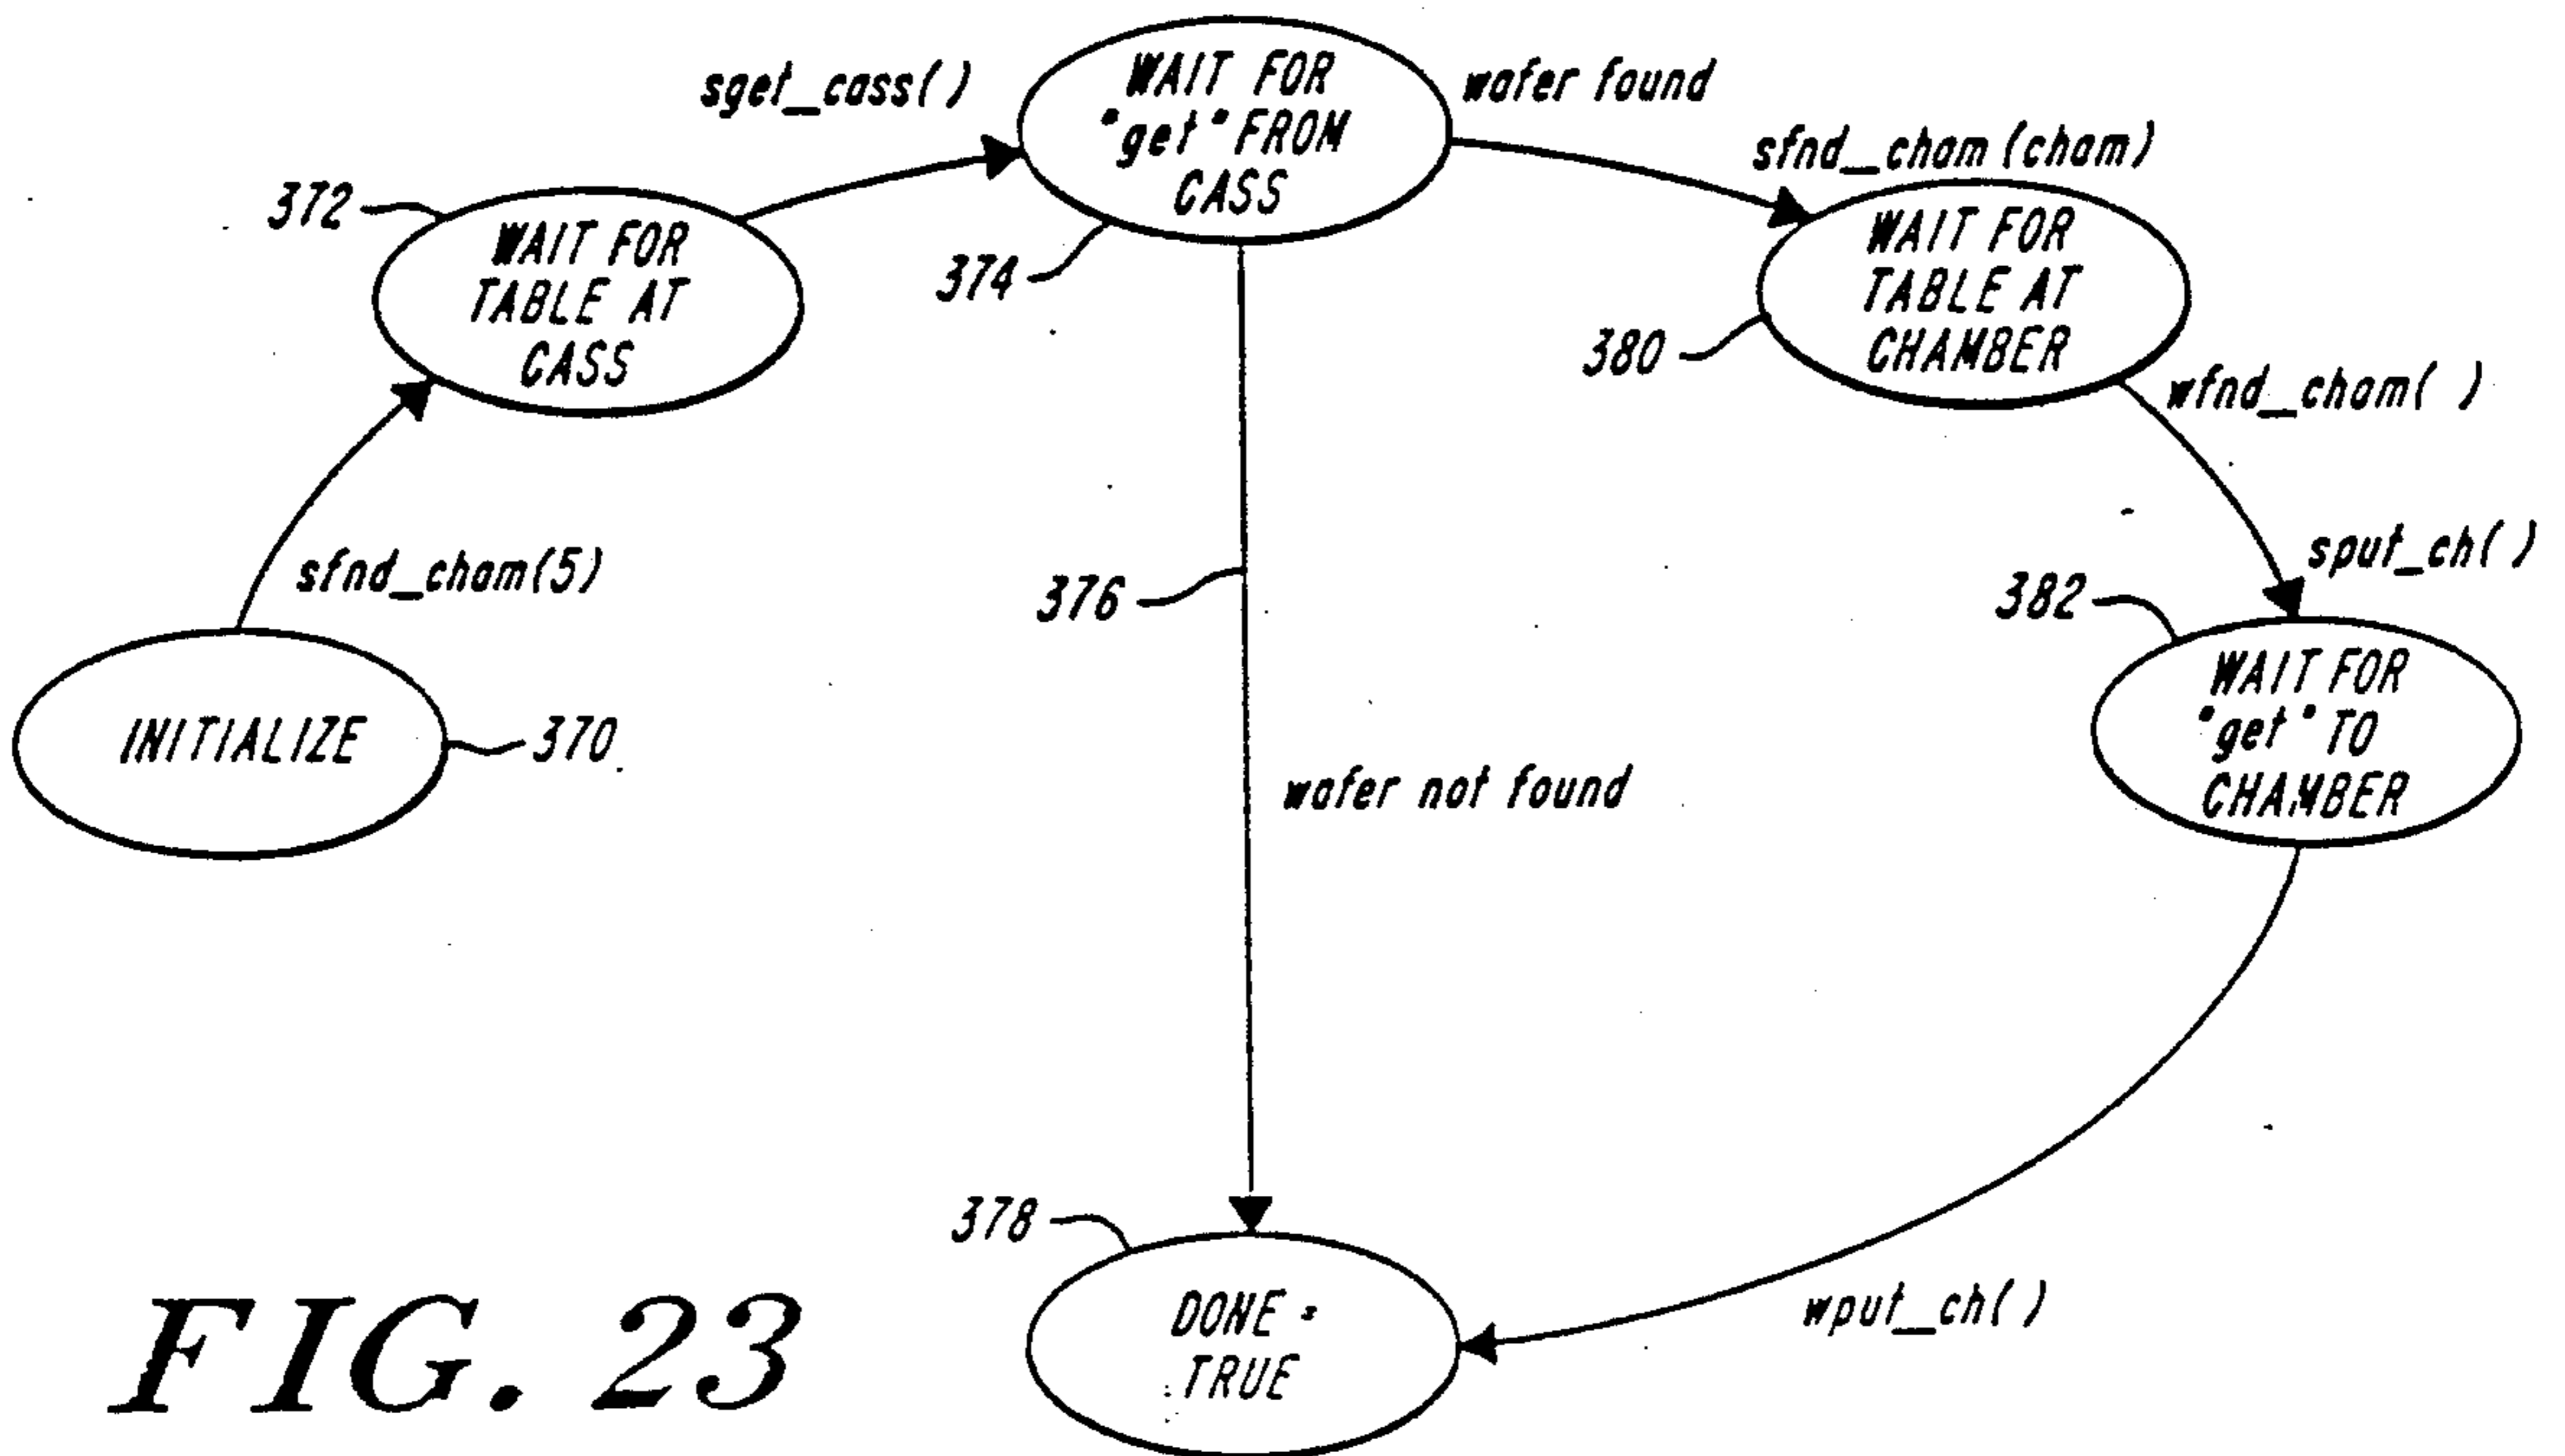 sget_cass()
WAIT FOR
"get" FROM
CASS
wafer found
sfnd_cham (cham)
372
WAIT FOR
TABLE AT
CASS
374
WAIT FOR
TABLE AT
CHAMBER
380
wfnd_cham( )
sfnd_cham(5)
376
sput_ch()
382
INITIALIZE
370
WAIT FOR
"get" TO
CHAMBER
wafer not found
378
DONE =
TRUE
wput_ch()
FIG. 23